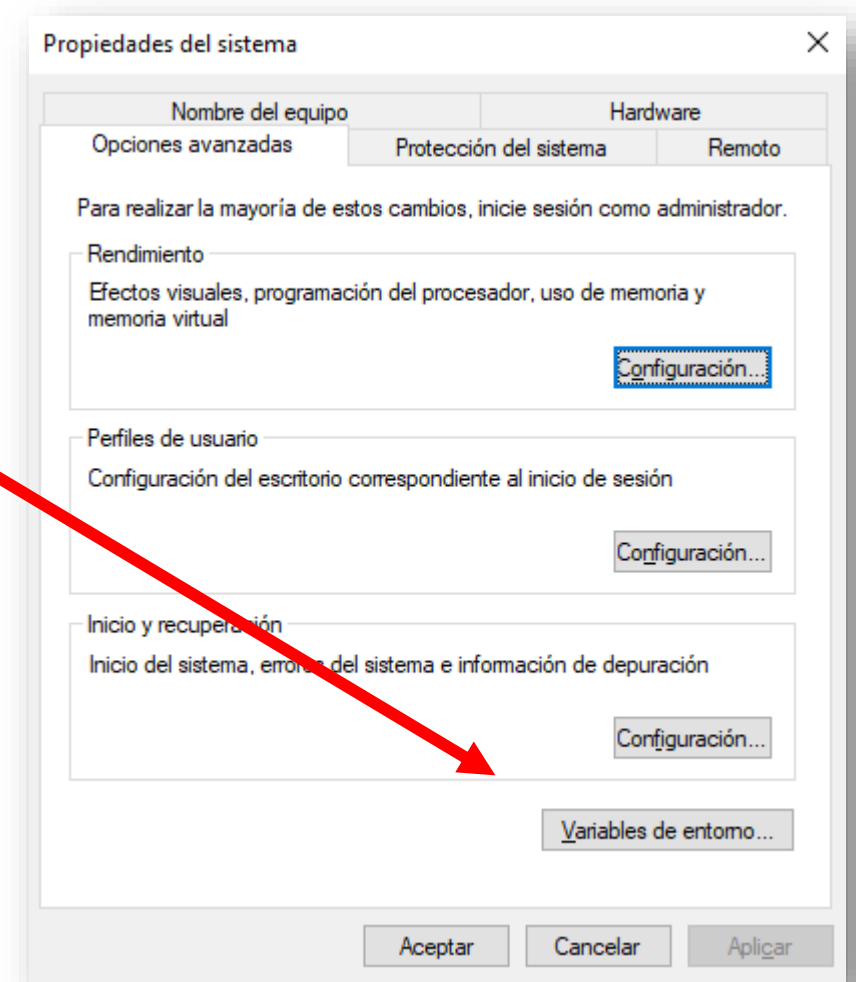 Propiedades del sistema
Nombre del equipo
Hardware
Opciones avanzadas
Protección del sistema
Remoto
Para realizar la mayoría de estos cambios, inicie sesión como administrador.
Rendimiento
Efectos visuales, programación del procesador, uso de memoria y
memoria virtual
Configuración...
Perfiles de usuario
Configuración del escritorio correspondiente al inicio de sesión
Configuración...
Inicio y recuperación
Inicio del sistema, errores del sistema e información de depuración
Configuración...
Variables de entorno...
Aceptar
Cancelar
Aplicar